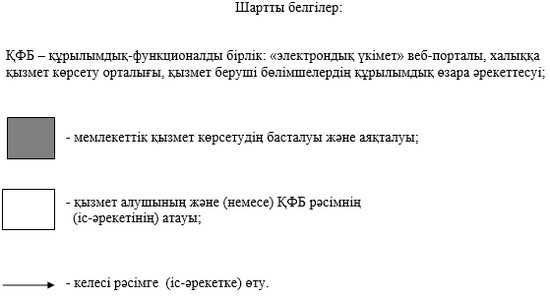 Шартты белгілер:
ҚФБ – құрылымдық-функционалды бірлік: «электрондық үкімет» веб-порталы, халыққа
қызмет көрсету орталығы, қызмет беруші бөлімшелердің құрылымдық өзара әрекеттесуі;
- мемлекеттік қызмет көрсетудің басталуы және аяқталуы;
- қызмет алушының және (немесе) ҚФБ рәсімнің
(іс-әрекетінің) атауы;
- келесі рәсімге (іс-әрекетке) өту.